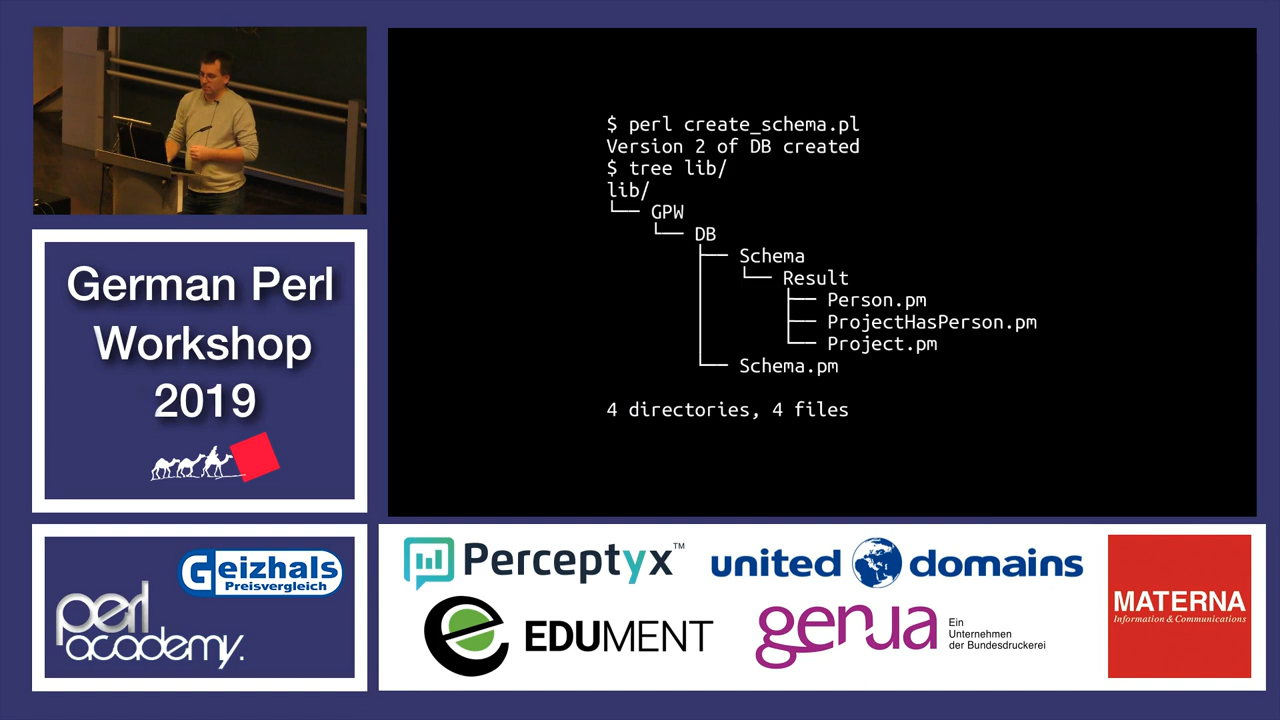 $ perl create_schema.pl
Version 2 of DB created
$ tree lib/
lib/
└── GPW
└── DB
├── Schema
│ └── Result
│ ├── Person.pm
│ ├── ProjectHasPerson.pm
│ └── Project.pm
└── Schema.pm
4 directories, 4 files
German Perl
Workshop
2019
Geizhals
Preisvergleich
perl
academy.
Perceptyx™
united domains
EDUMENT
genua
Ein
Unternehmen
der Bundesdruckerei
MATERNA
Information & Communications